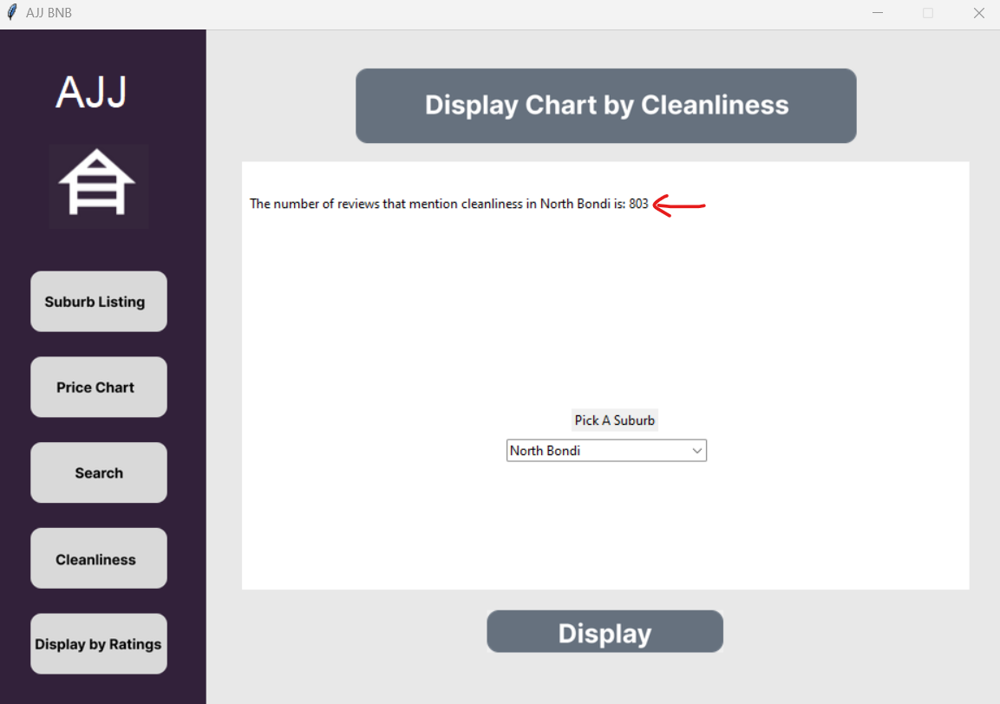 AJJ BNB
AJJ
Suburb Listing
Price Chart
Search
Cleanliness
Display by Ratings
Display Chart by Cleanliness
The number of reviews that mention cleanliness in North Bondi is: 803
Pick A Suburb
North Bondi
Display